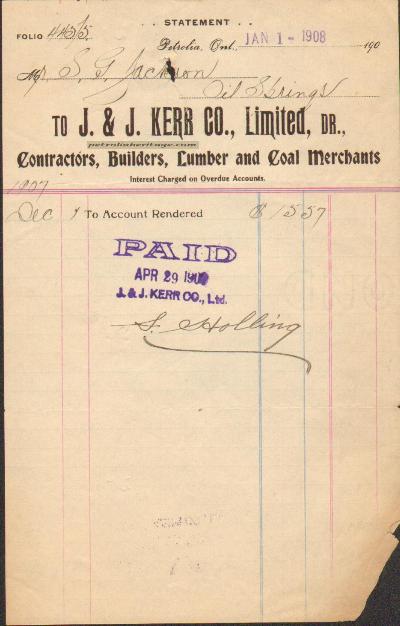 . . STATEMENT . .
FOLIO 4425/5
Petrolia, Ont., JAN 1 - 1908 190
Mr S. G. Jackson
Oil Springs
TO J. & J. KERR CO., Limited, DR.,
petroliaheritage.com
Contractors, Builders, Lumber and Coal Merchants
Interest Charged on Overdue Accounts.
1907
Dec 1 To Account Rendered $ 15 57
PAID
APR 29
J. & J. KERR CO., Ltd.
S. Holling